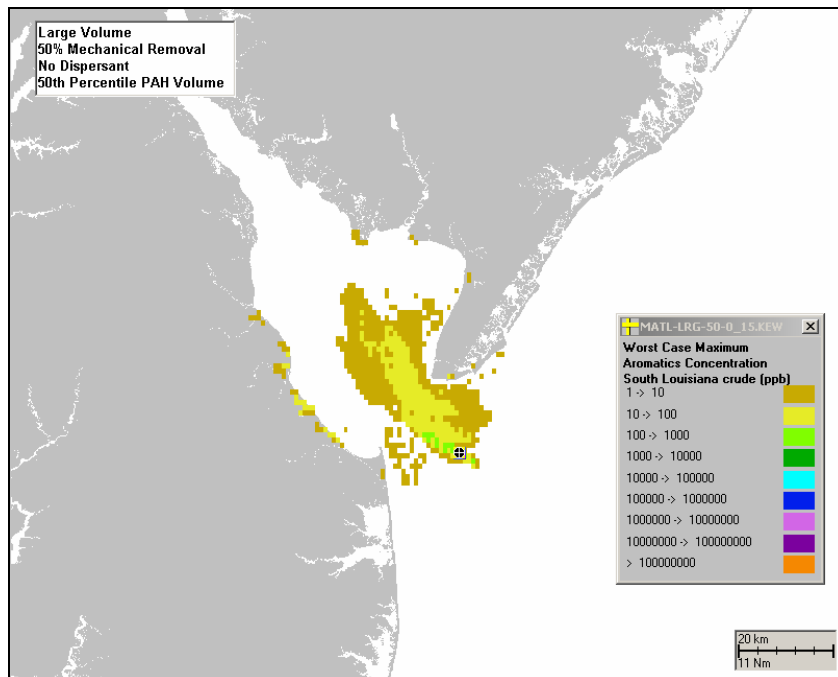 Large Volume
50% Mechanical Removal
No Dispersant
50th Percentile PAH Volume
MATL-LRG-50-0_15.KEW
Worst Case Maximum
Aromatics Concentration
South Louisiana crude (ppb)
1 -> 10
10 -> 100
100 -> 1000
1000 -> 10000
10000 -> 100000
100000 -> 1000000
1000000 -> 10000000
10000000 -> 100000000
> 100000000
20 km
11 Nm